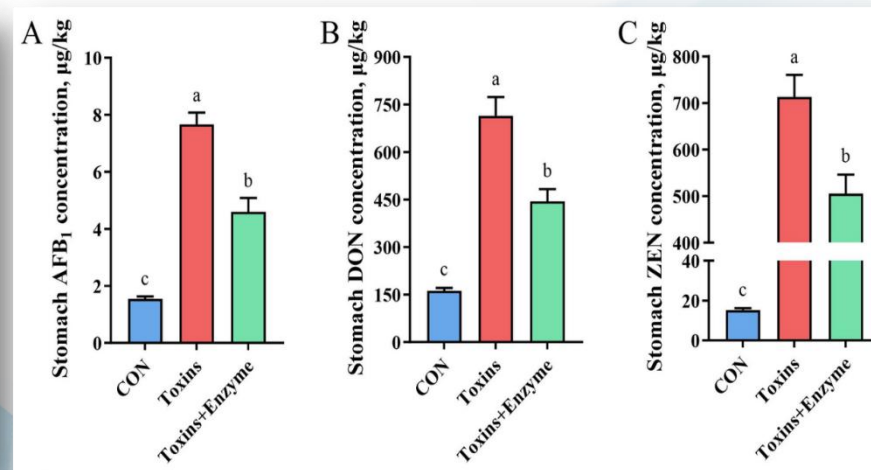 A
Stomach AFB₁ concentration, µg/kg
10
8
6
4
2
0
c
a
b
CON
Toxins
Toxins+Enzyme
B
Stomach DON concentration, µg/kg
900
750
600
450
300
150
0
c
a
b
CON
Toxins
Toxins+Enzyme
C
Stomach ZEN concentration, µg/kg
800
700
600
500
400
40
20
0
c
a
b
CON
Toxins
Toxins+Enzyme